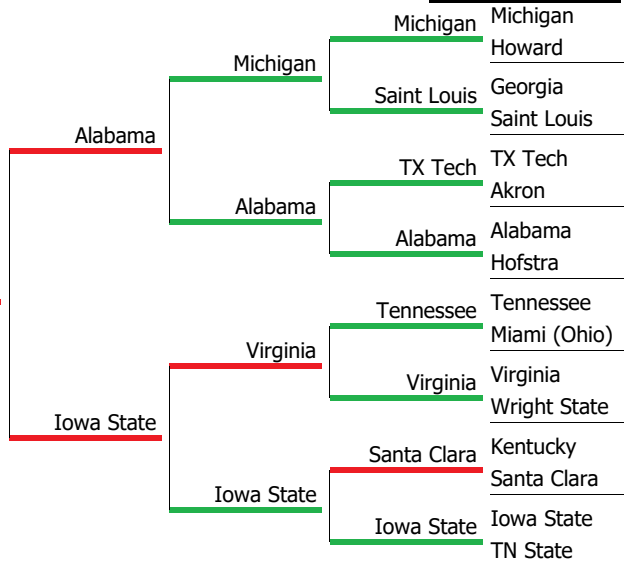 Michigan
Michigan
Howard
Michigan
Saint Louis
Georgia
Saint Louis
Alabama
TX Tech
TX Tech
Akron
Alabama
Alabama
Alabama
Hofstra
Tennessee
Tennessee
Miami (Ohio)
Virginia
Virginia
Virginia
Wright State
Iowa State
Santa Clara
Kentucky
Santa Clara
Iowa State
Iowa State
Iowa State
TN State